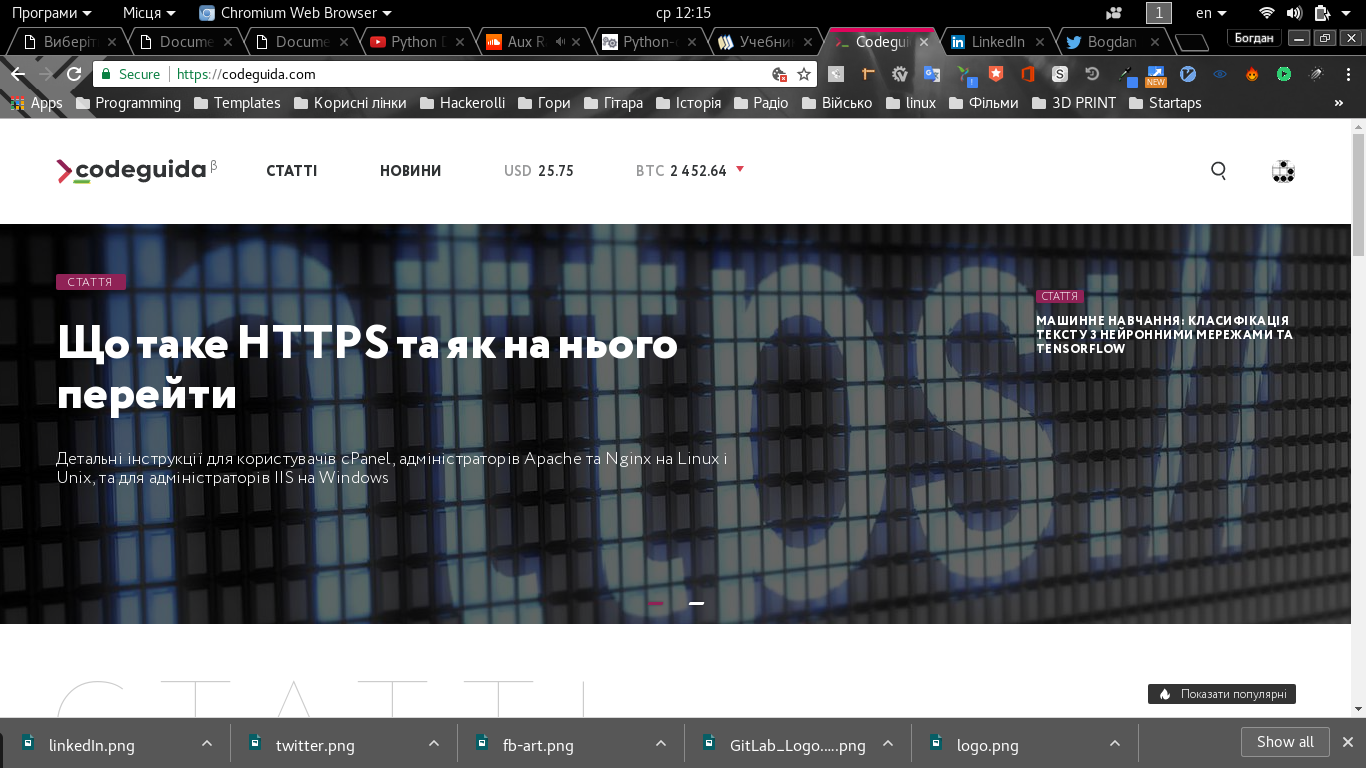 Програми Місця Chromium Web Browser ср 12:15 1 en
Виберіт Docume Docume Python D Aux R Python- Учебник Codegui LinkedIn Bogdan Богдан
Secure https://codeguida.com NEW
Apps Programming Templates Корисні лінки Hackerolli Гори Гітара Історія Радіо Військо linux Фільми 3D PRINT Startaps »
codeguida β СТАТТІ НОВИНИ USD 25.75 BTC 2 452.64
https://
СТАТТЯ
Що таке HTTPS та як на нього
перейти
Детальні інструкції для користувачів cPanel, адміністраторів Apache та Nginx на Linux і
Unix, та для адміністраторів IIS на Windows
СТАТТЯ
МАШИННЕ НАВЧАННЯ: КЛАСИФІКАЦІЯ
ТЕКСТУ З НЕЙРОННИМИ МЕРЕЖАМИ ТА
TENSORFLOW
СТАТТІ
Показати популярні
linkedIn.png twitter.png fb-art.png GitLab_Logo.....png logo.png Show all